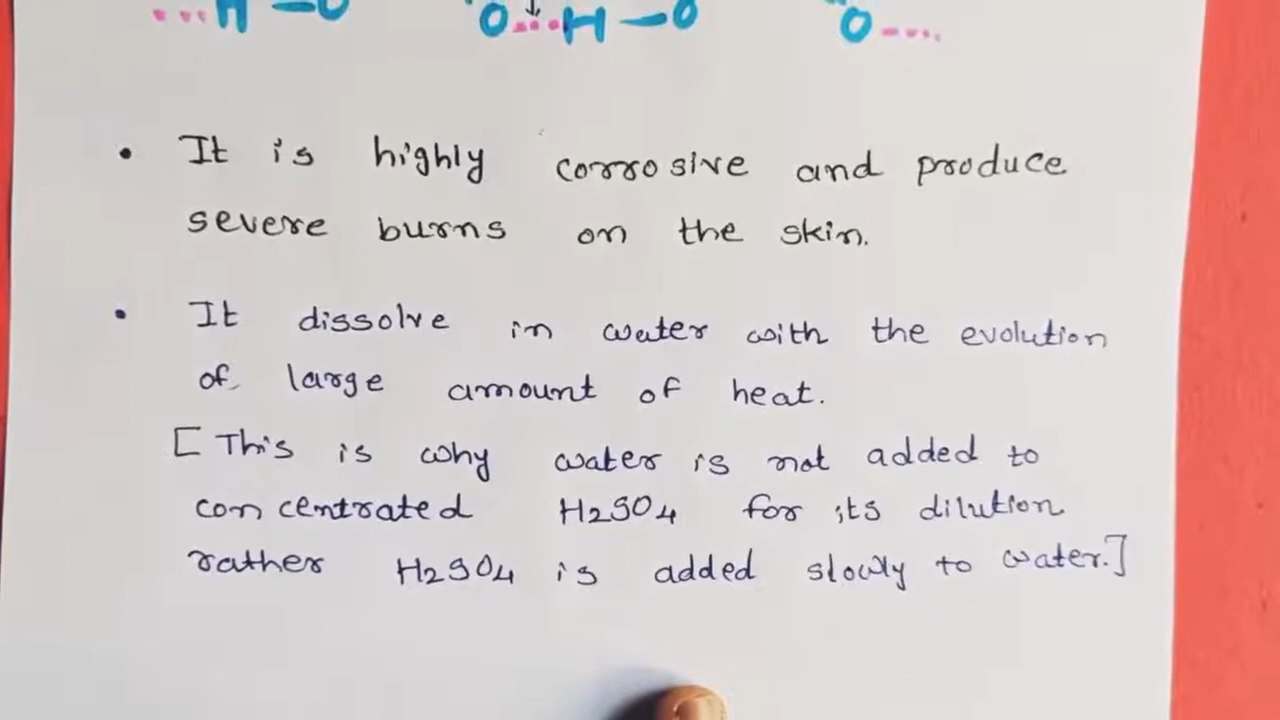 ...H-O O...H-O O....
• It is highly corrosive and produce
severe burns on the skin.
• It dissolve in water with the evolution
of large amount of heat.
[ This is why water is not added to
concentrated H2SO4 for its dilution
rather H2SO4 is added slowly to water.]